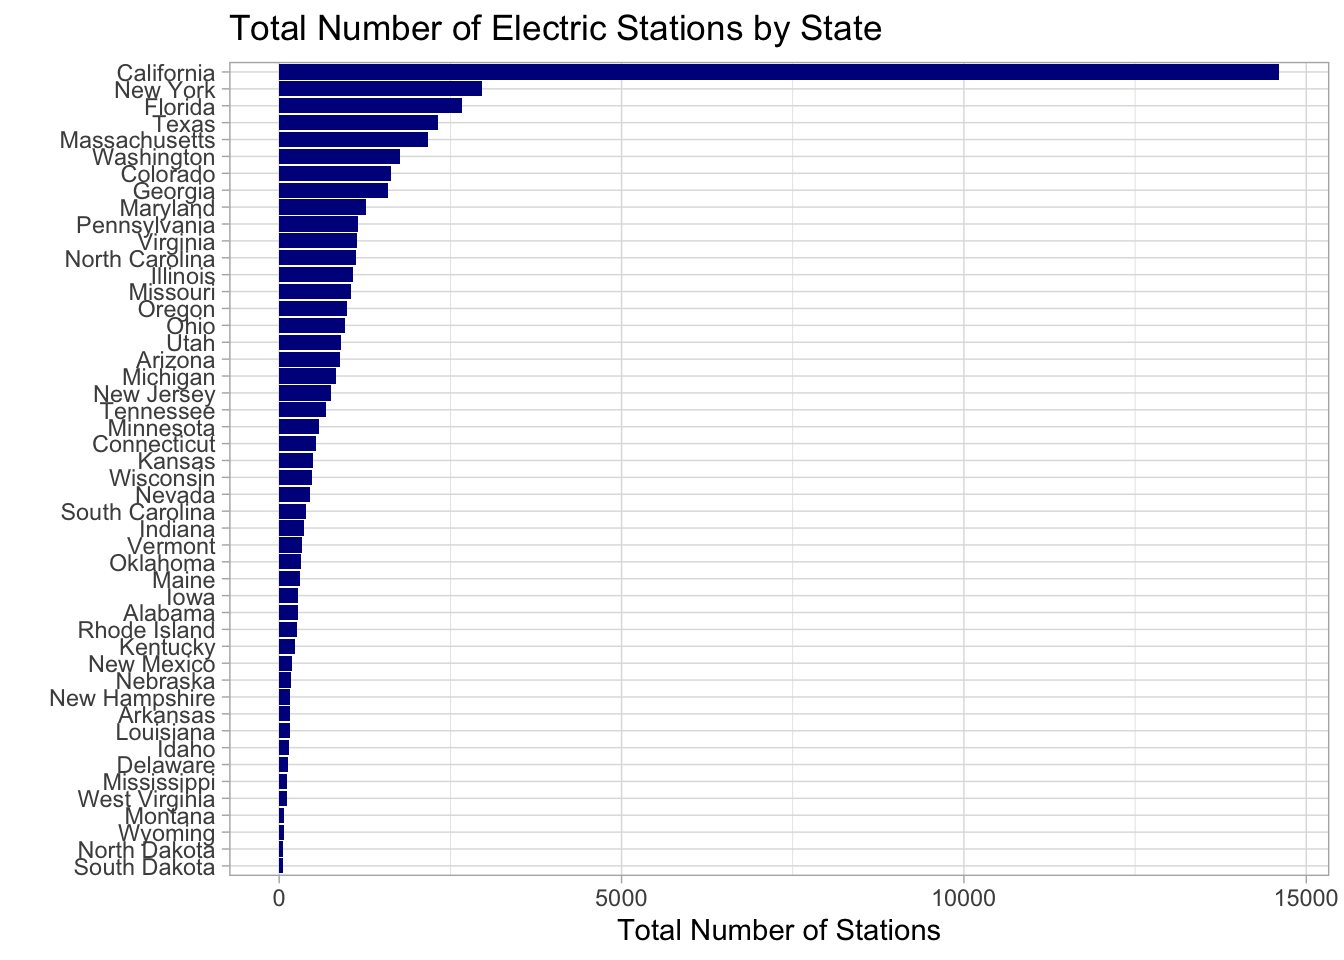 Total Number of Electric Stations by State
California
New York
Florida
Texas
Massachusetts
Washington
Colorado
Georgia
Maryland
Pennsylvania
Virginia
North Carolina
Illinois
Missouri
Oregon
Ohio
Utah
Arizona
Michigan
New Jersey
Tennessee
Minnesota
Connecticut
Kansas
Wisconsin
Nevada
South Carolina
Indiana
Vermont
Oklahoma
Maine
Iowa
Alabama
Rhode Island
Kentucky
New Mexico
Nebraska
New Hampshire
Arkansas
Louisiana
Idaho
Delaware
Mississippi
West Virginia
Montana
Wyoming
North Dakota
South Dakota
0 5000 10000 15000
Total Number of Stations